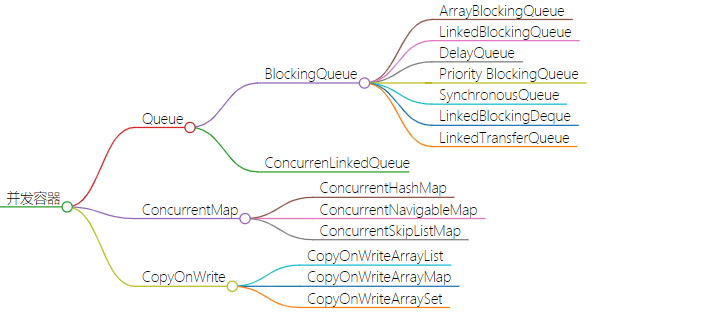 并发容器
Queue
BlockingQueue
ArrayBlockingQueue
LinkedBlockingQueue
DelayQueue
Priority BlockingQueue
SynchronousQueue
LinkedBlockingDeque
LinkedTransferQueue
ConcurrenLinkedQueue
ConcurrentMap
ConcurrentHashMap
ConcurrentNavigableMap
ConcurrentSkipListMap
CopyOnWrite
CopyOnWriteArrayList
CopyOnWriteArrayMap
CopyOnWriteArraySet